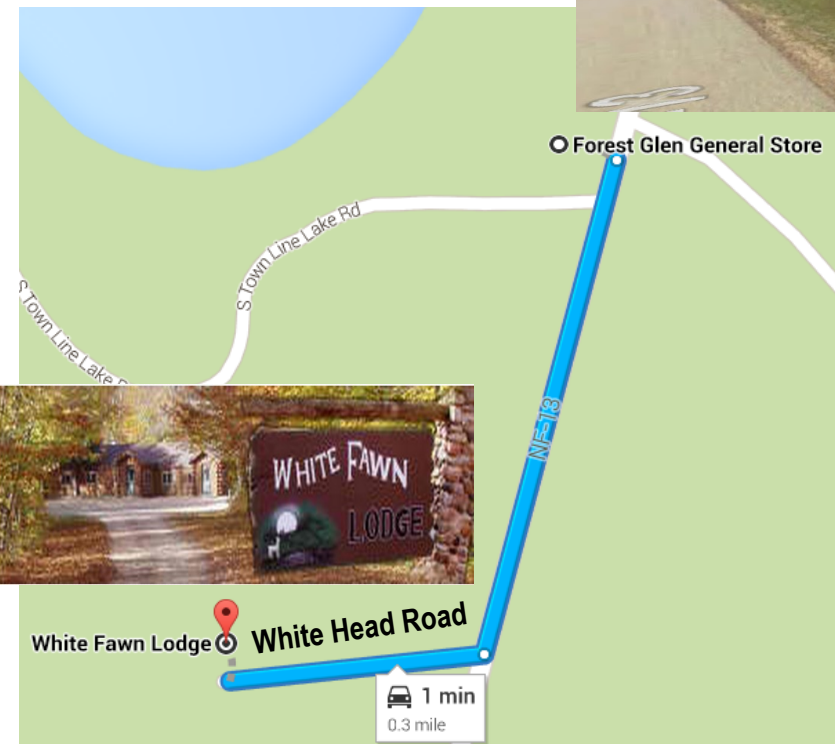 Forest Glen General Store
S Town Line Lake Rd
S Town Line Lake
NF-13
WHITE FAWN
LODGE
White Head Road
White Fawn Lodge
1 min
0.3 mile